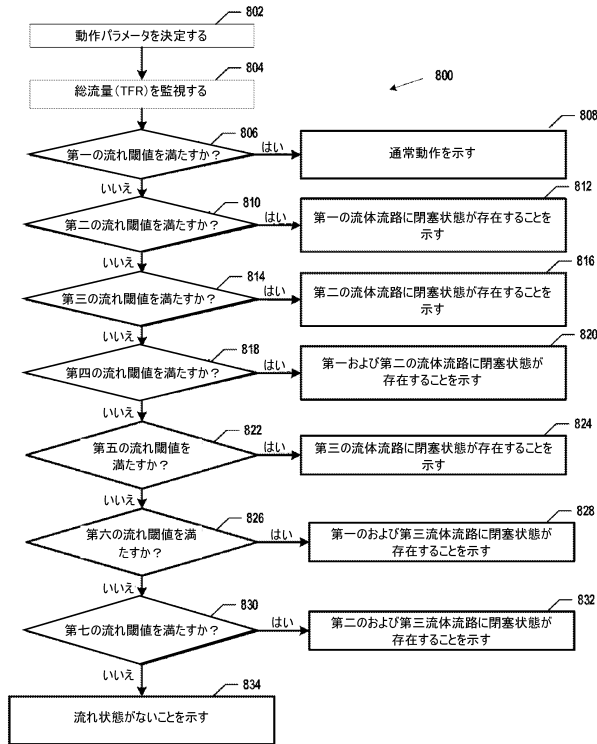 802
動作パラメータを決定する
804
総流量(TFR)を監視する
800
806
第一の流れ閾値を満たすか?
はい
808
通常動作を示す
いいえ
810
第二の流れ閾値を満たすか?
はい
812
第一の流体流路に閉塞状態が存在することを
示す
いいえ
814
第三の流れ閾値を満たすか?
はい
816
第二の流体流路に閉塞状態が存在することを
示す
いいえ
818
第四の流れ閾値を満たすか?
はい
820
第一および第二の流体流路に閉塞状態が
存在することを示す
いいえ
822
第五の流れ閾値を
満たすか?
はい
824
第三の流体流路に閉塞状態が存在することを
示す
いいえ
826
第六の流れ閾値を満
たすか?
はい
828
第一のおよび第三流体流路に閉塞状態が
存在することを示す
いいえ
830
第七の流れ閾値を満たすか?
はい
832
第二のおよび第三流体流路に閉塞状態が
存在することを示す
いいえ
834
流れ状態がないことを示す